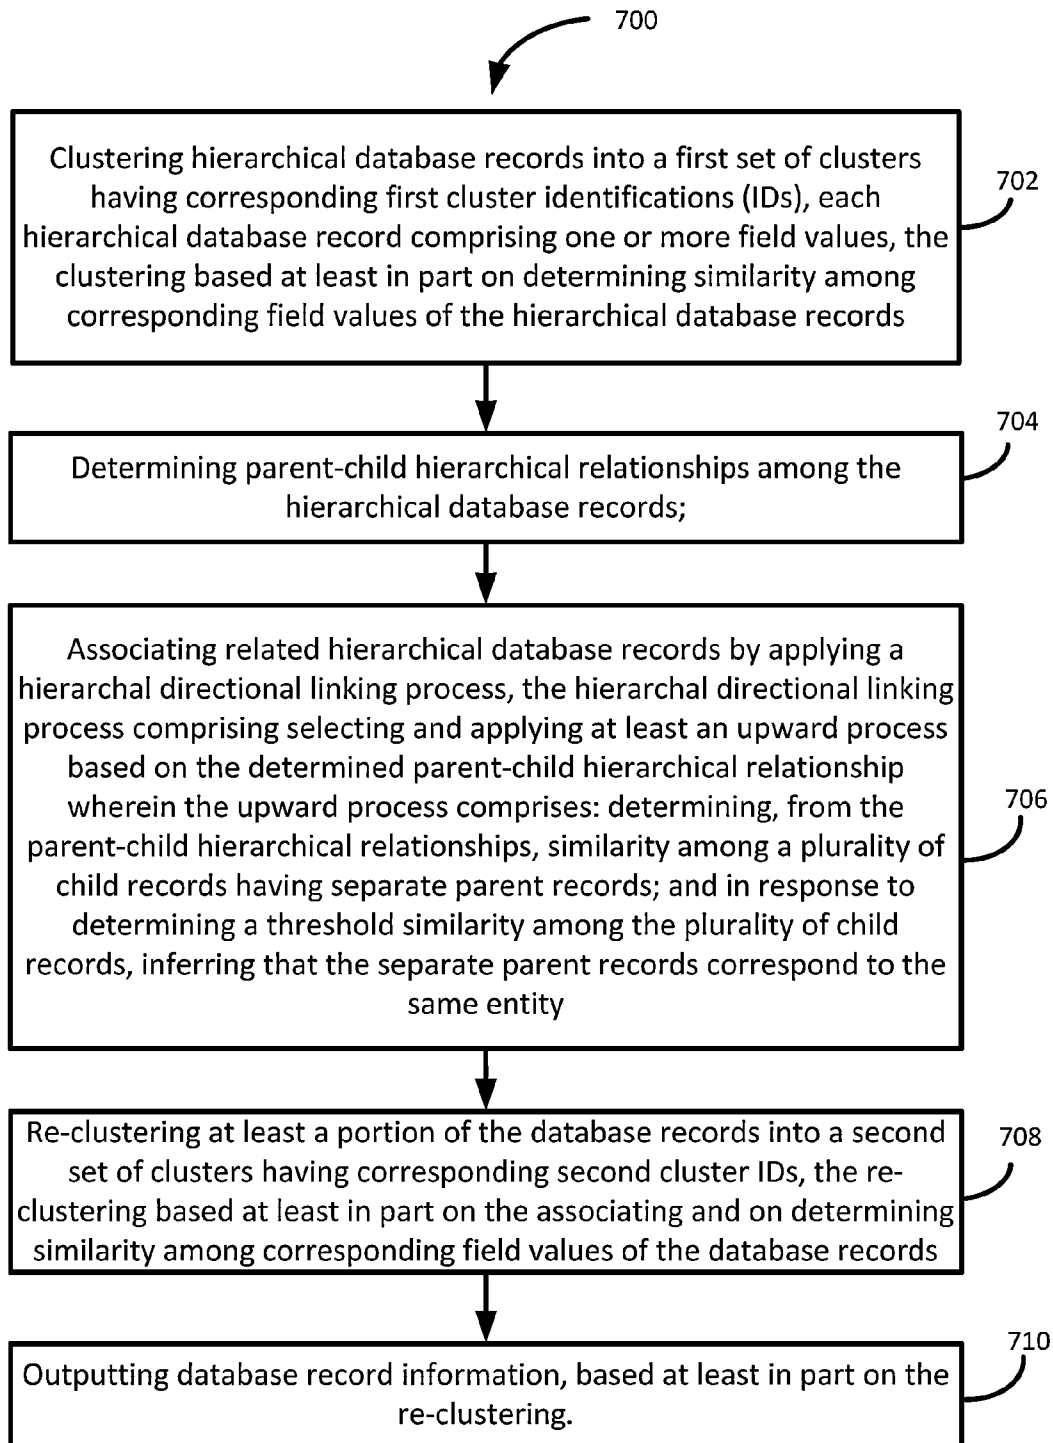 700
Clustering hierarchical database records into a first set of clusters
having corresponding first cluster identifications (IDs), each
hierarchical database record comprising one or more field values, the
clustering based at least in part on determining similarity among
corresponding field values of the hierarchical database records
702
704
Determining parent-child hierarchical relationships among the
hierarchical database records;
Associating related hierarchical database records by applying a
hierarchal directional linking process, the hierarchal directional linking
process comprising selecting and applying at least an upward process
based on the determined parent-child hierarchical relationship
wherein the upward process comprises: determining, from the
parent-child hierarchical relationships, similarity among a plurality of
child records having separate parent records; and in response to
determining a threshold similarity among the plurality of child
records, inferring that the separate parent records correspond to the
same entity
706
Re-clustering at least a portion of the database records into a second
set of clusters having corresponding second cluster IDs, the re-
clustering based at least in part on the associating and on determining
similarity among corresponding field values of the database records
708
710
Outputting database record information, based at least in part on the
re-clustering.